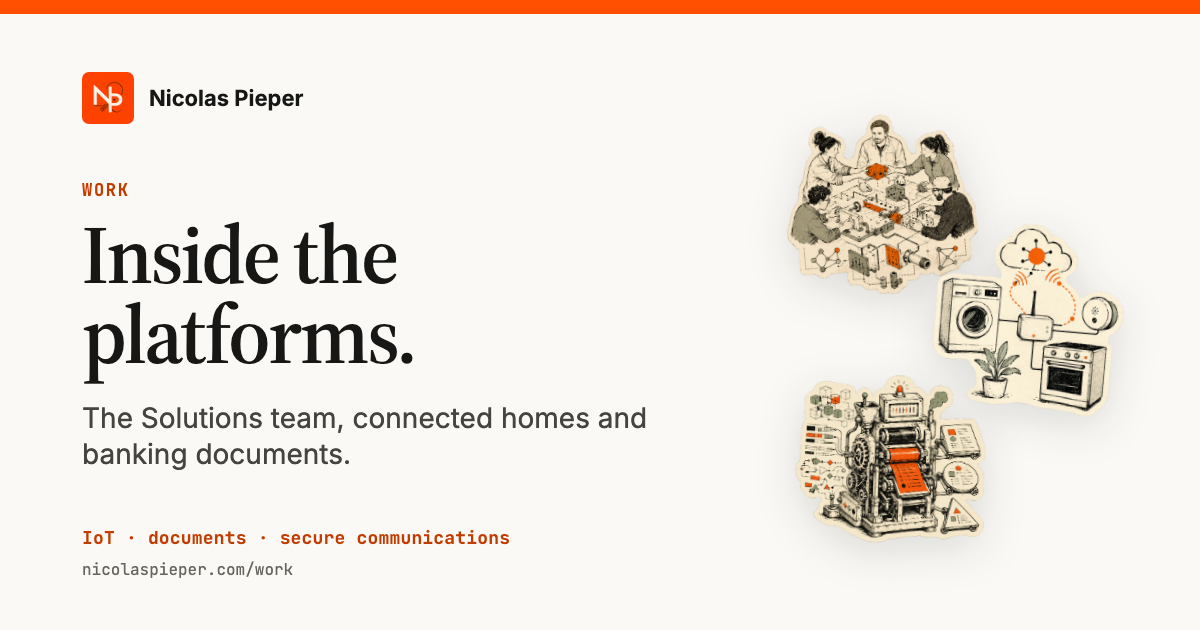 NP
Nicolas Pieper
WORK
Inside the
platforms.
The Solutions team, connected homes and
banking documents.
IoT · documents · secure communications
nicolaspieper.com/work